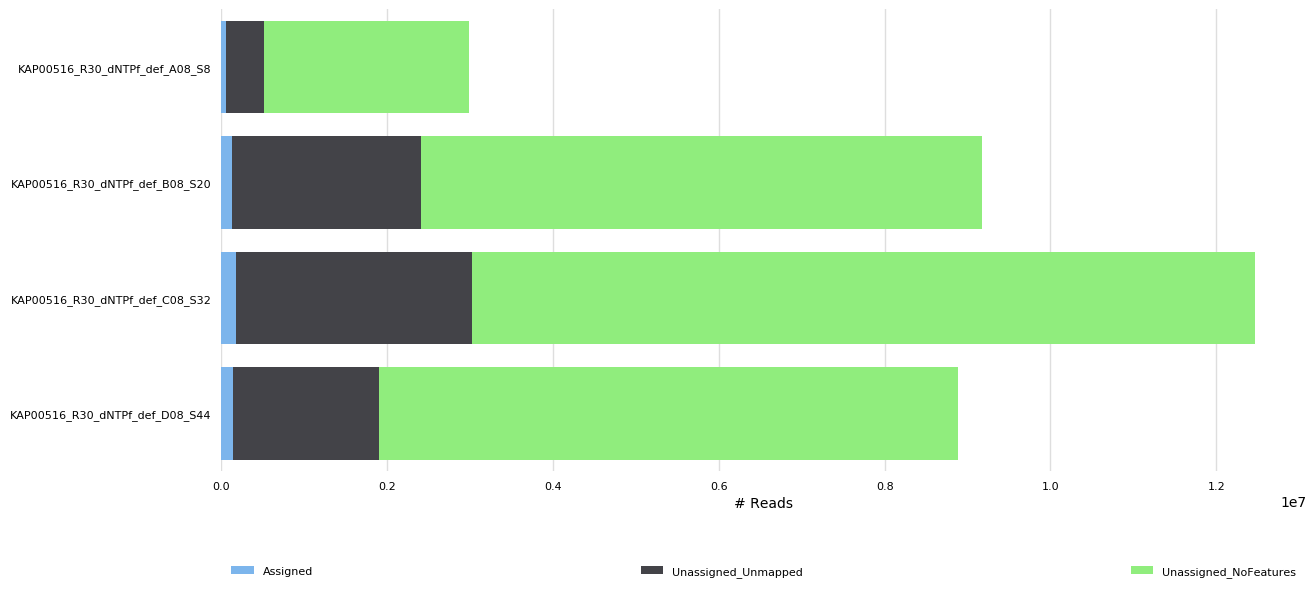 KAP00516_R30_dNTPf_def_A08_S8
KAP00516_R30_dNTPf_def_B08_S20
KAP00516_R30_dNTPf_def_C08_S32
KAP00516_R30_dNTPf_def_D08_S44
0.0 0.2 0.4 0.6 0.8 1.0 1.2
# Reads
1e7
Assigned Unassigned_Unmapped Unassigned_NoFeatures